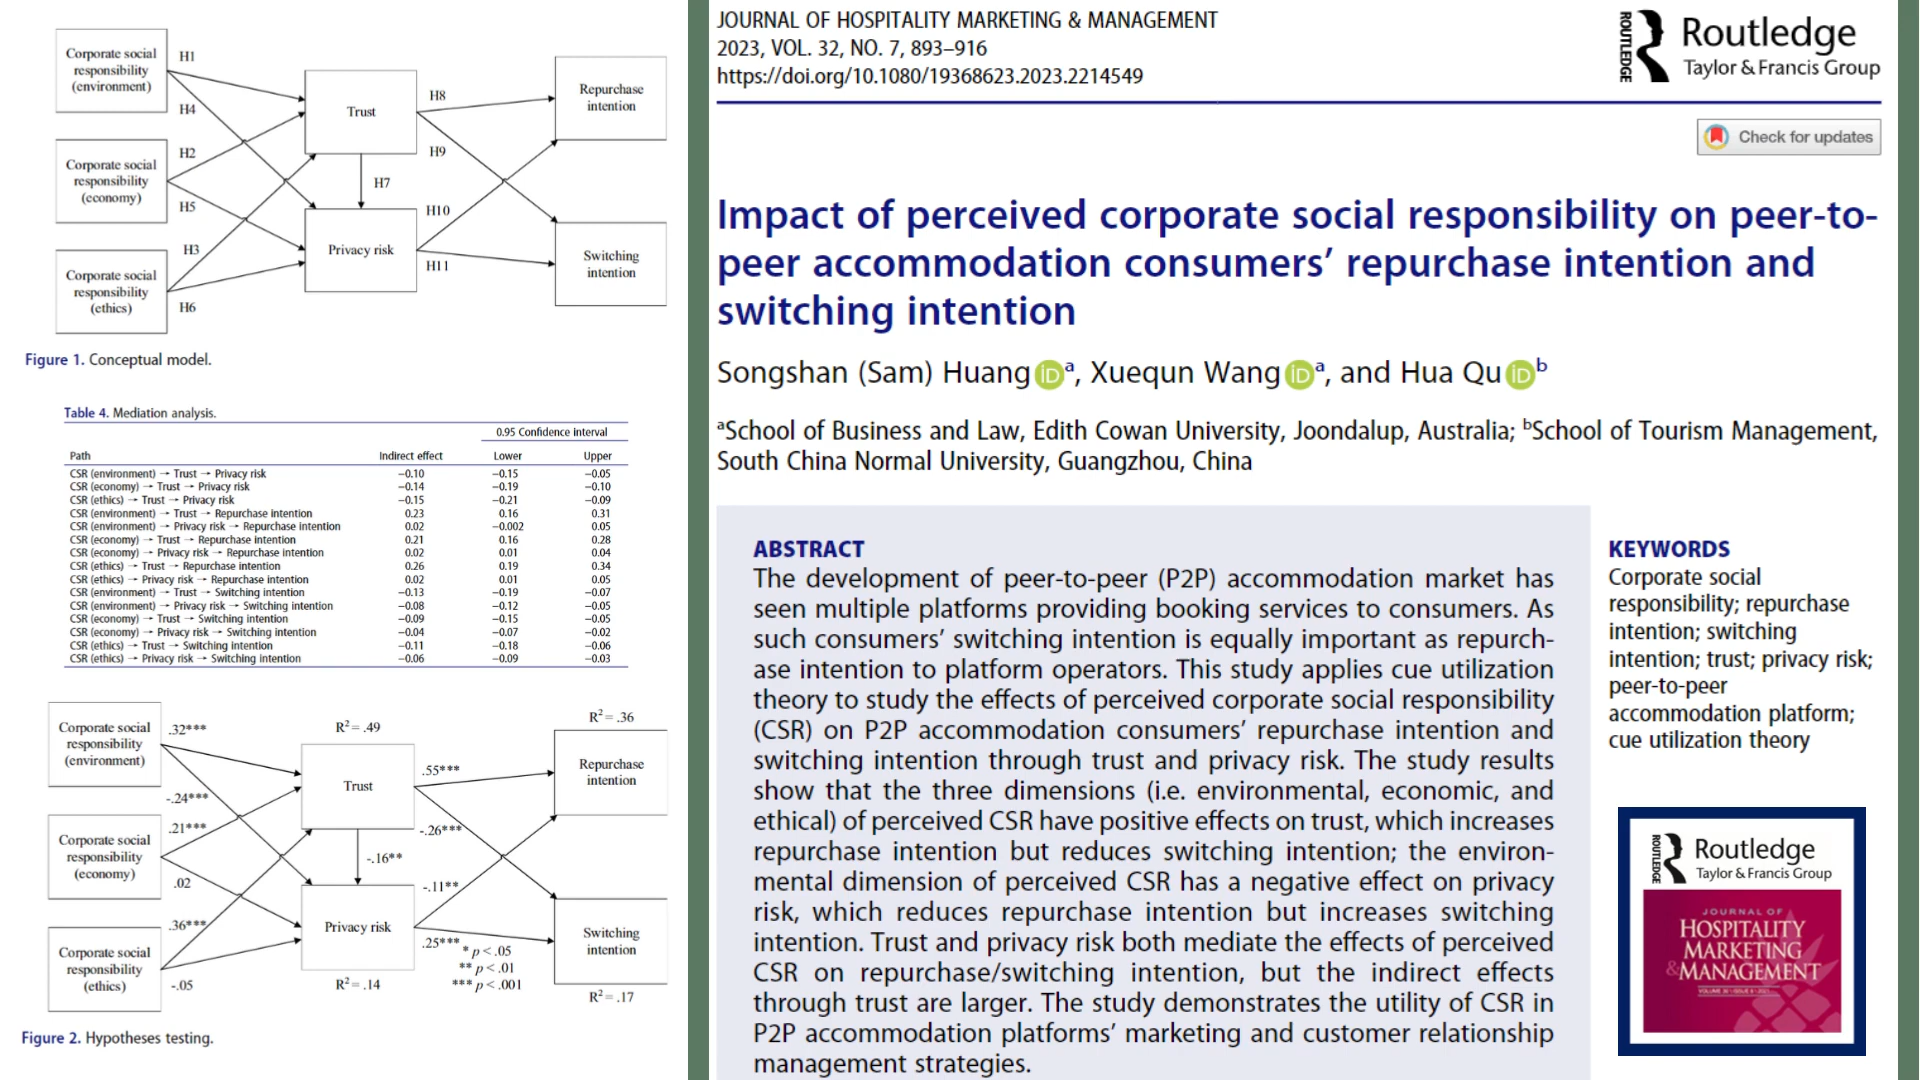 Corporate social
responsibility
(environment)
H1
H4
Corporate social
responsibility
(economy)
H2
H5
Corporate social
responsibility
(ethics)
H3
H6
Trust
H7
Privacy risk
H8
H9
H10
H11
Repurchase
intention
Switching
intention
Figure 1. Conceptual model.
Table 4. Mediation analysis.
0.95 Confidence interval
Path Indirect effect Lower Upper
CSR (environment) → Trust → Privacy risk −0.10 −0.15 −0.05
CSR (economy) → Trust → Privacy risk −0.14 −0.19 −0.10
CSR (ethics) → Trust → Privacy risk −0.15 −0.21 −0.09
CSR (environment) → Trust → Repurchase intention 0.23 0.16 0.31
CSR (environment) → Privacy risk → Repurchase intention 0.02 −0.002 0.05
CSR (economy) → Trust → Repurchase intention 0.21 0.16 0.28
CSR (economy) → Privacy risk → Repurchase intention 0.02 0.01 0.04
CSR (ethics) → Trust → Repurchase intention 0.26 0.19 0.34
CSR (ethics) → Privacy risk → Repurchase intention 0.02 0.01 0.05
CSR (environment) → Trust → Switching intention −0.13 −0.19 −0.07
CSR (environment) → Privacy risk → Switching intention −0.08 −0.12 −0.05
CSR (economy) → Trust → Switching intention −0.09 −0.15 −0.05
CSR (economy) → Privacy risk → Switching intention −0.04 −0.07 −0.02
CSR (ethics) → Trust → Switching intention −0.11 −0.18 −0.06
CSR (ethics) → Privacy risk → Switching intention −0.06 −0.09 −0.03
Corporate social
responsibility
(environment)
.32***
-.24***
Corporate social
responsibility
(economy)
.21***
.02
Corporate social
responsibility
(ethics)
.36***
-.05
R²= .49
Trust
-.16**
Privacy risk
R²= .14
.55***
-.26***
-.11**
.25***
* p < .05
** p < .01
*** p < .001
R²= .36
Repurchase
intention
Switching
intention
R²= .17
Figure 2. Hypotheses testing.
JOURNAL OF HOSPITALITY MARKETING & MANAGEMENT
2023, VOL. 32, NO. 7, 893–916
https://doi.org/10.1080/19368623.2023.2214549
ROUTLEDGE
Routledge
Taylor & Francis Group
Check for updates
Impact of perceived corporate social responsibility on peer-to-
peer accommodation consumers’ repurchase intention and
switching intention
Songshan (Sam) Huang iD a, Xuequn Wang iD a, and Hua Qu iD b
aSchool of Business and Law, Edith Cowan University, Joondalup, Australia; bSchool of Tourism Management,
South China Normal University, Guangzhou, China
ABSTRACT
The development of peer-to-peer (P2P) accommodation market has
seen multiple platforms providing booking services to consumers. As
such consumers’ switching intention is equally important as repurch-
ase intention to platform operators. This study applies cue utilization
theory to study the effects of perceived corporate social responsibility
(CSR) on P2P accommodation consumers’ repurchase intention and
switching intention through trust and privacy risk. The study results
show that the three dimensions (i.e. environmental, economic, and
ethical) of perceived CSR have positive effects on trust, which increases
repurchase intention but reduces switching intention; the environ-
mental dimension of perceived CSR has a negative effect on privacy
risk, which reduces repurchase intention but increases switching
intention. Trust and privacy risk both mediate the effects of perceived
CSR on repurchase/switching intention, but the indirect effects
through trust are larger. The study demonstrates the utility of CSR in
P2P accommodation platforms’ marketing and customer relationship
management strategies.
KEYWORDS
Corporate social
responsibility; repurchase
intention; switching
intention; trust; privacy risk;
peer-to-peer
accommodation platform;
cue utilization theory
ROUTLEDGE
Routledge
Taylor & Francis Group
JOURNAL OF
HOSPITALITY
MARKETING
&MANAGEMENT